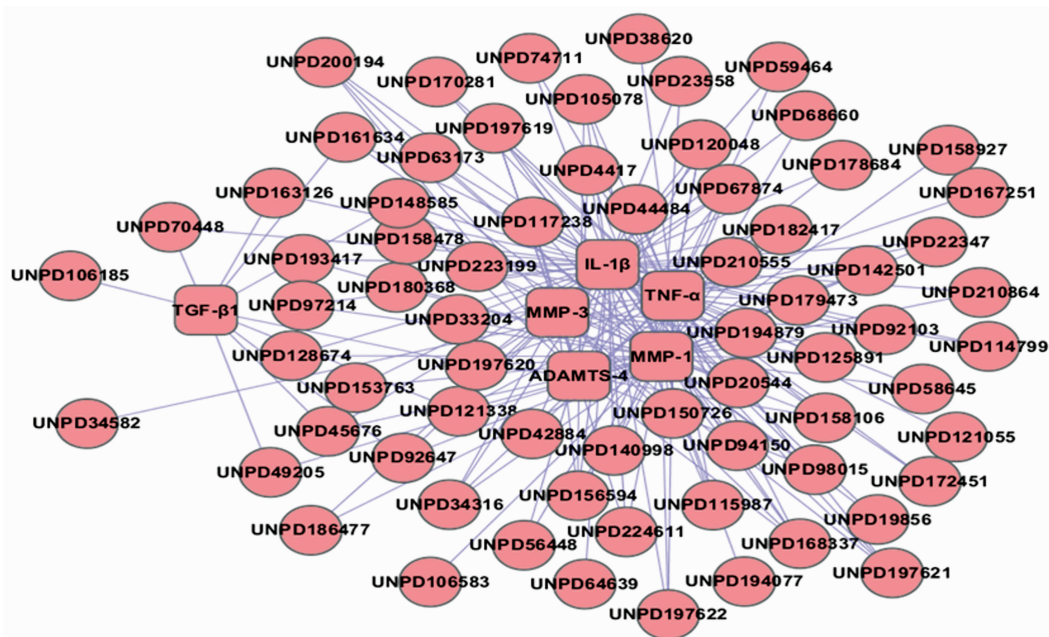 UNPD38620
UNPD200194
UNPD74711
UNPD59464
UNPD170281
UNPD23558
UNPD105078
UNPD68660
UNPD197619
UNPD161634
UNPD120048
UNPD158927
UNPD63173
UNPD178684
UNPD4417
UNPD163126
UNPD67874
UNPD167251
UNPD148585
UNPD44484
UNPD117238
UNPD70448
UNPD182417
UNPD158478
UNPD22347
UNPD193417
UNPD223199
IL-1β
UNPD210555
UNPD142501
UNPD106185
UNPD180368
TNF-α
UNPD210864
UNPD179473
UNPD97214
TGF-β1
MMP-3
UNPD33204
UNPD194879
UNPD92103
UNPD114799
UNPD128674
MMP-1
UNPD125891
UNPD197620
ADAMTS-4
UNPD20544
UNPD153763
UNPD58645
UNPD121338
UNPD150726
UNPD158106
UNPD34582
UNPD45676
UNPD42884
UNPD121055
UNPD94150
UNPD140998
UNPD92647
UNPD98015
UNPD49205
UNPD172451
UNPD156594
UNPD34316
UNPD115987
UNPD19856
UNPD186477
UNPD224611
UNPD168337
UNPD56448
UNPD197621
UNPD106583
UNPD194077
UNPD64639
UNPD197622